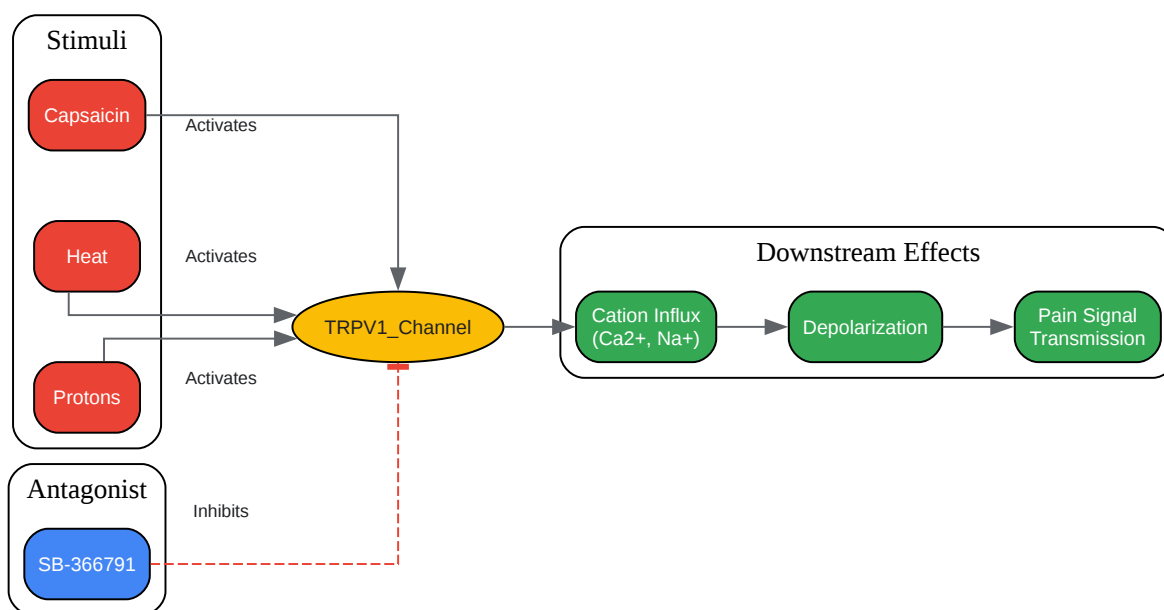 Stimuli
Capsaicin
Activates
Heat
Activates
Protons
Activates
TRPV1_Channel
Downstream Effects
Cation Influx
(Ca2+, Na+)
Depolarization
Pain Signal
Transmission
Antagonist
SB-366791
Inhibits